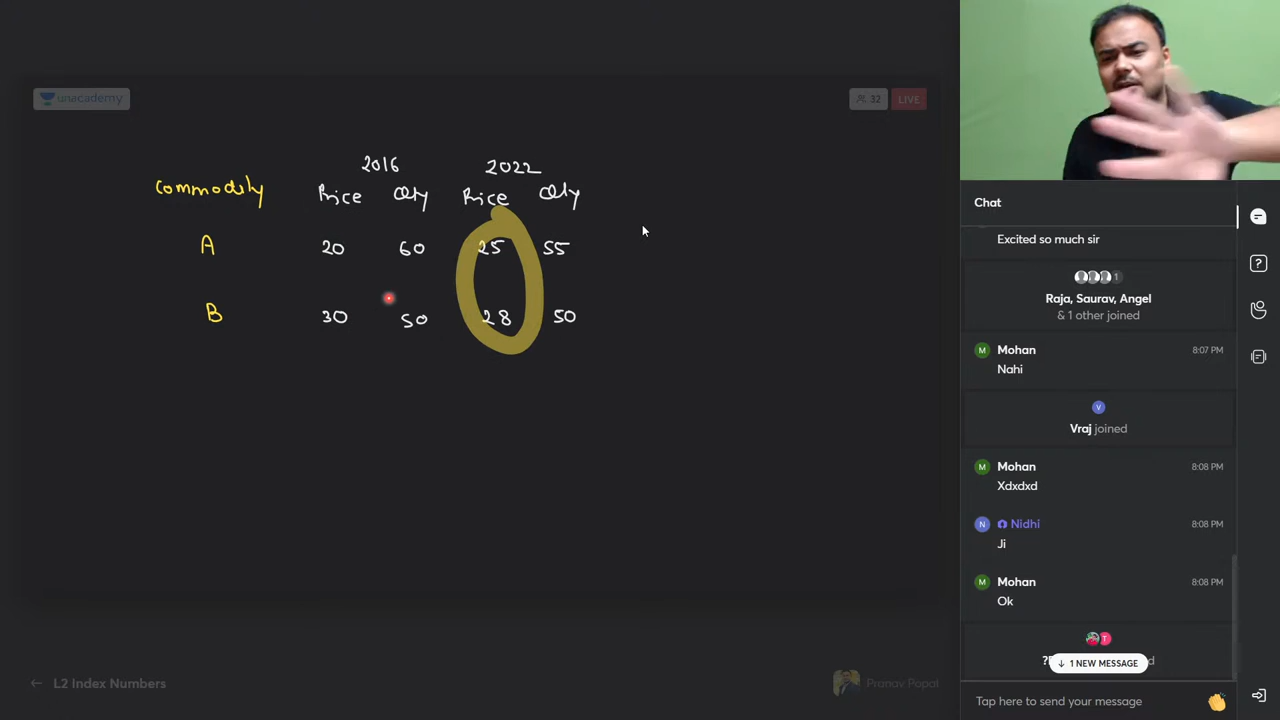 unacademy
32
LIVE
2016 2022
Commodity Price Qty Price Qty
A 20 60 25 55
B 30 50 28 50
L2 Index Numbers
Pranav Popat
Chat
Excited so much sir
1
Raja, Saurav, Angel
& 1 other joined
M Mohan 8:07 PM
Nahi
V
Vraj joined
M Mohan 8:08 PM
Xdxdxd
N Nidhi 8:08 PM
Ji
M Mohan 8:08 PM
Ok
T
1 NEW MESSAGE
Tap here to send your message